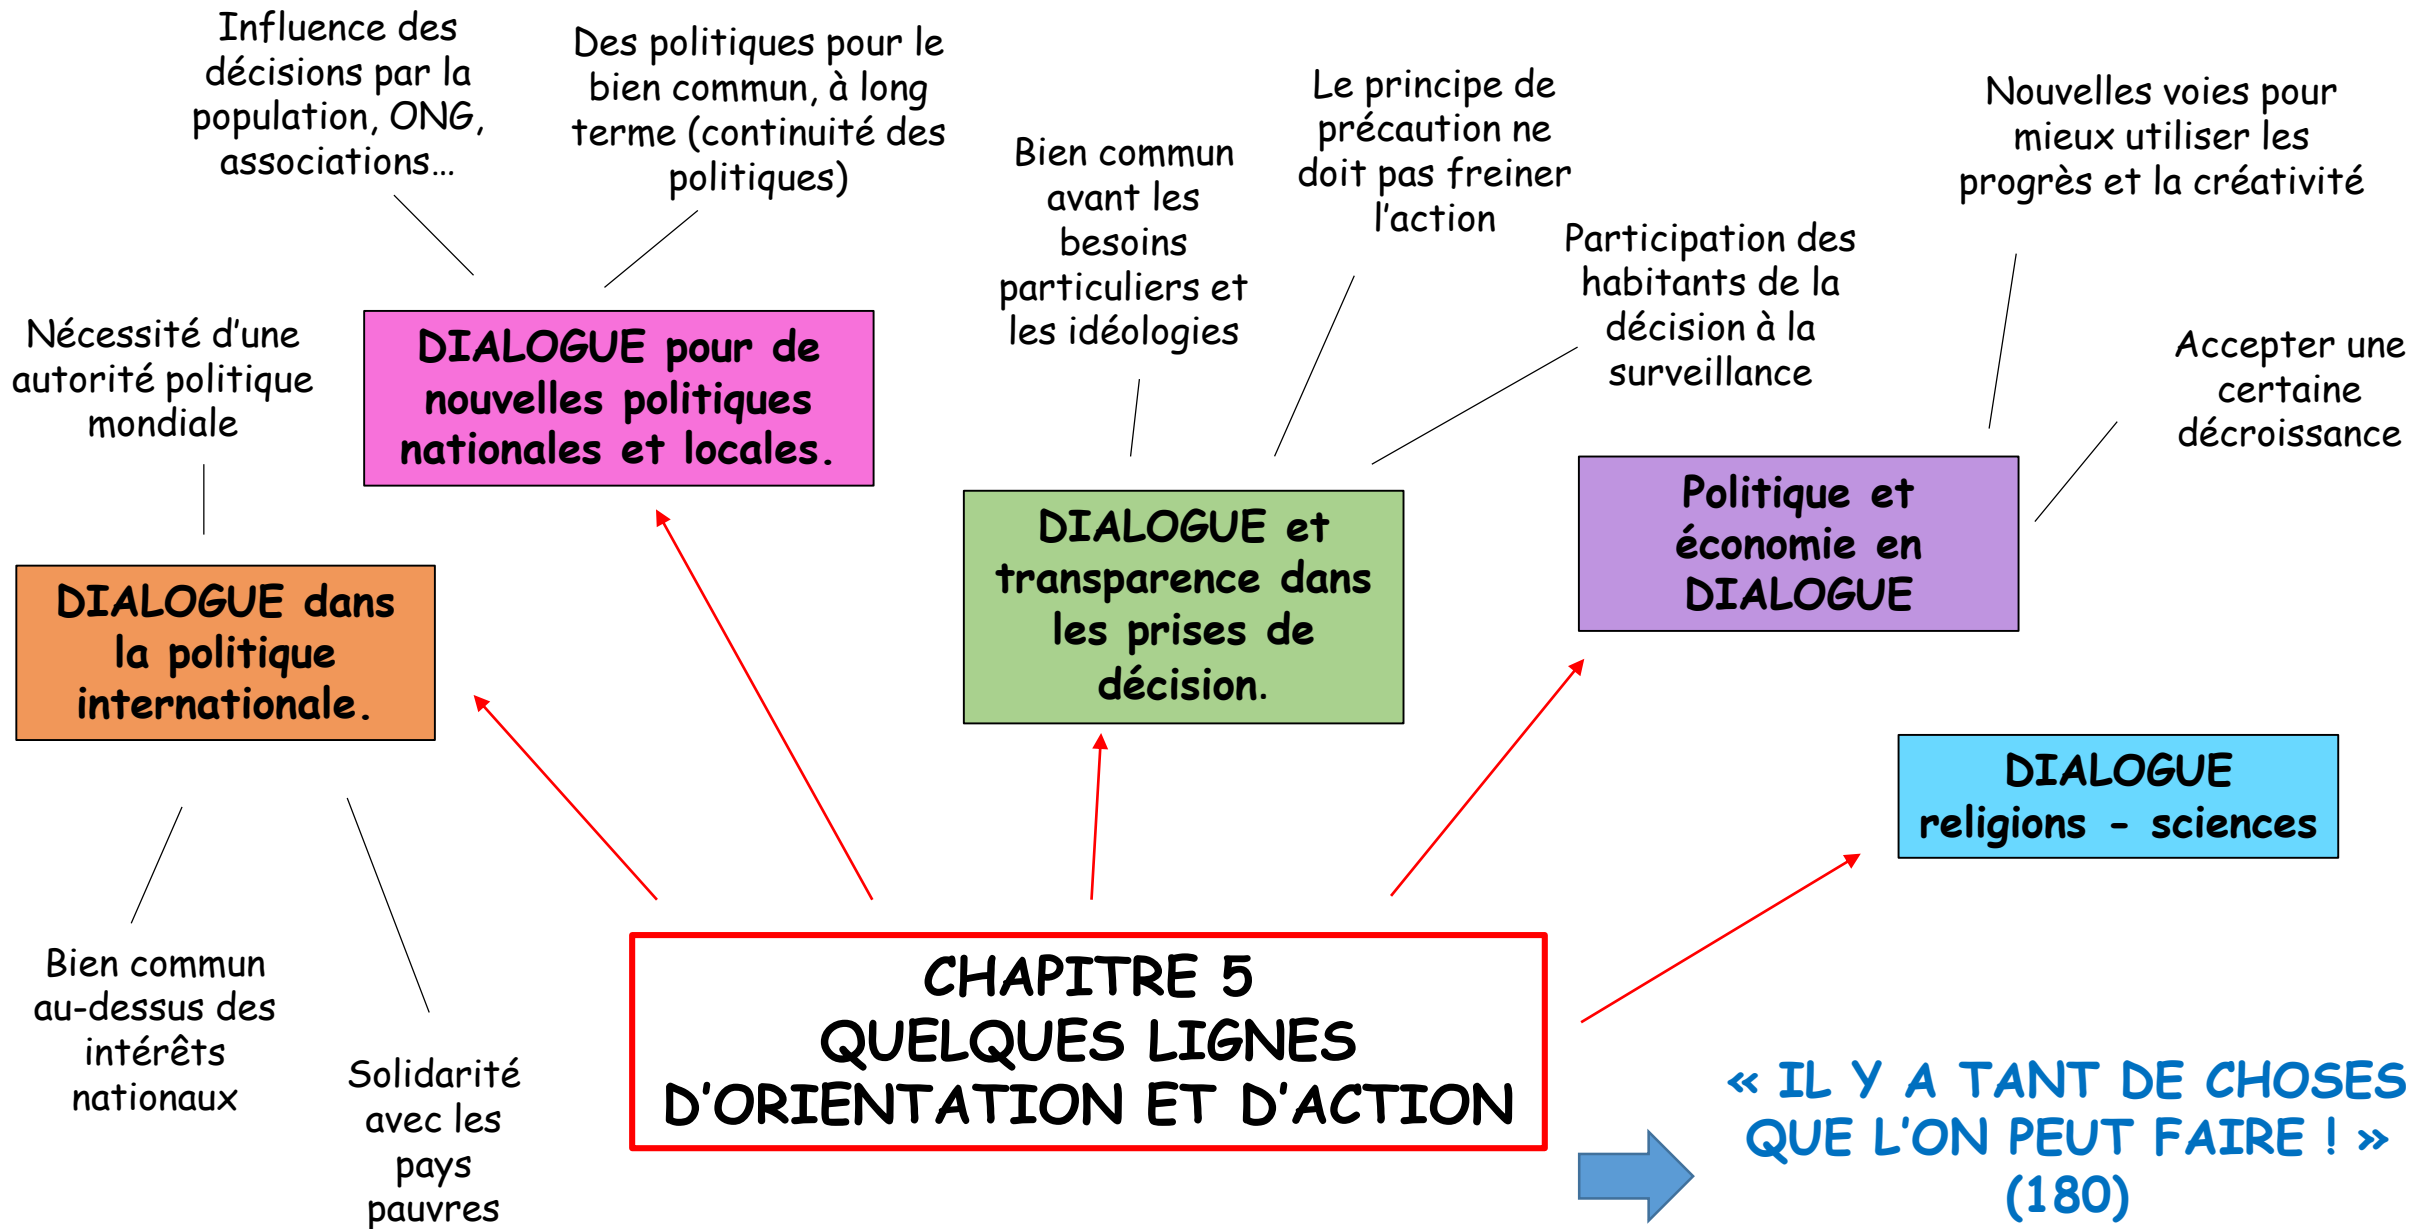 Influence des
décisions par la
population, ONG,
associations…
Des politiques pour le
bien commun, à long
terme (continuité des
politiques)
Bien commun
avant les
besoins
particuliers et
les idéologies
Le principe de
précaution ne
doit pas freiner
l'action
Participation des
habitants de la
décision à la
surveillance
Nouvelles voies pour
mieux utiliser les
progrès et la créativité
Accepter une
certaine
décroissance
Nécessité d'une
autorité politique
mondiale
DIALOGUE pour de
nouvelles politiques
nationales et locales.
DIALOGUE et
transparence dans
les prises de
décision.
Politique et
économie en
DIALOGUE
DIALOGUE dans
la politique
internationale.
DIALOGUE
religions - sciences
Bien commun
au-dessus des
intérêts
nationaux
Solidarité
avec les
pays
pauvres
CHAPITRE 5
QUELQUES LIGNES
D'ORIENTATION ET D'ACTION
« IL Y A TANT DE CHOSES
QUE L'ON PEUT FAIRE ! »
(180)